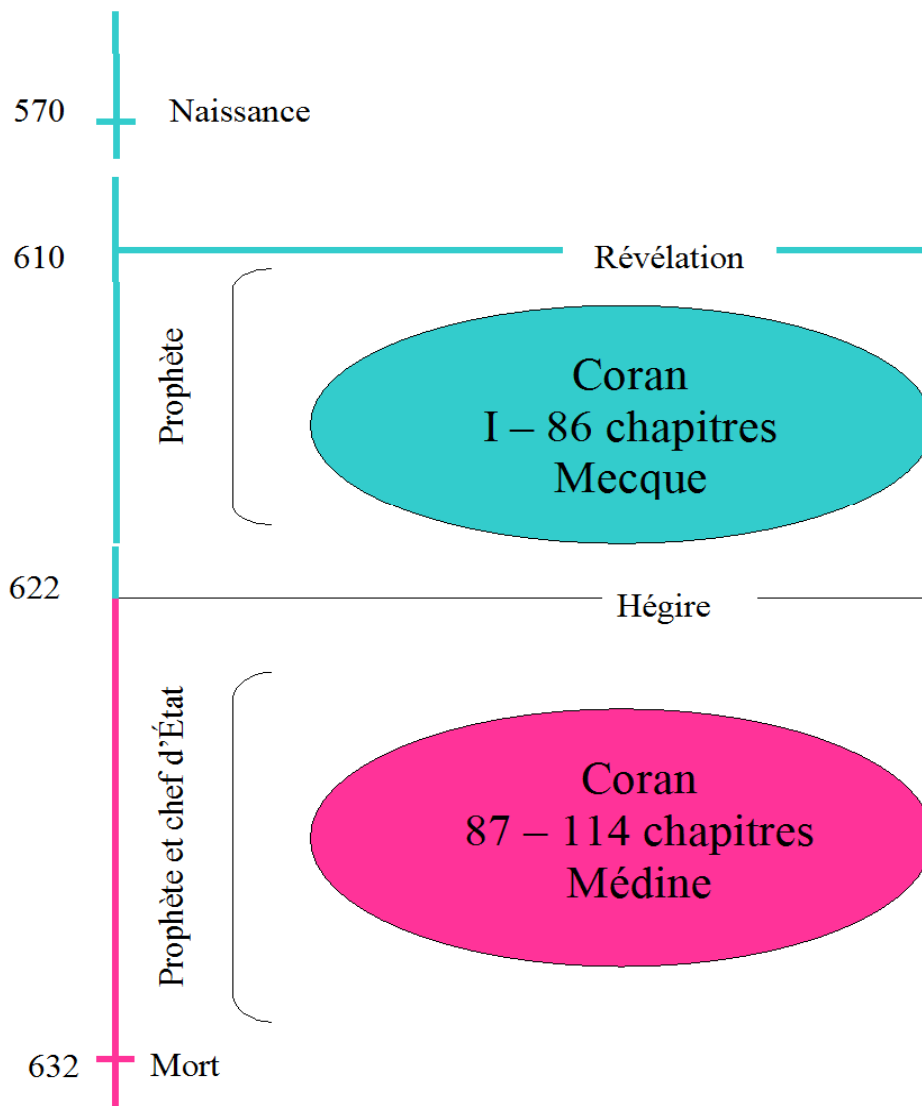 570
Naissance
610
Révélation
Prophète
Coran
I – 86 chapitres
Mecque
622
Hégire
Prophète et chef d’État
Coran
87 – 114 chapitres
Médine
632
Mort